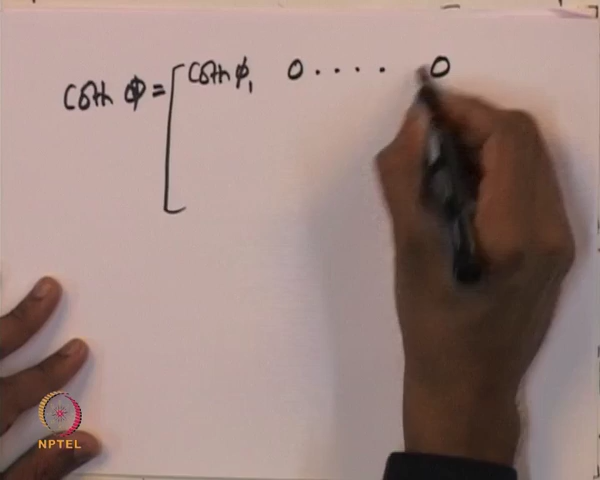 Coth Φ = [ Coth φ₁ 0 . . . . 0
NPTEL